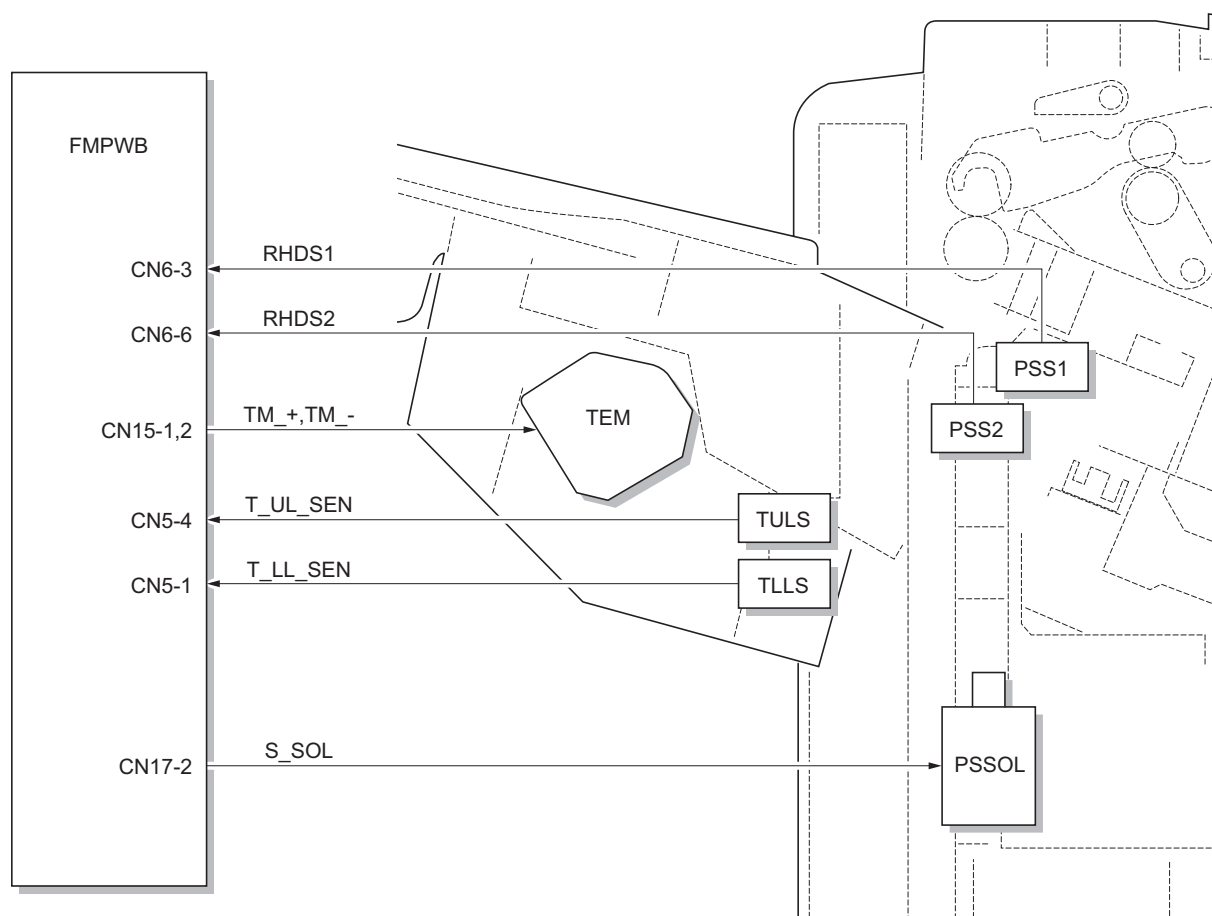 FMPWB
CN6-3
RHDS1
CN6-6
RHDS2
PSS1
PSS2
CN15-1,2
TM_+,TM_-
TEM
CN5-4
T_UL_SEN
TULS
CN5-1
T_LL_SEN
TLLS
CN17-2
S_SOL
PSSOL